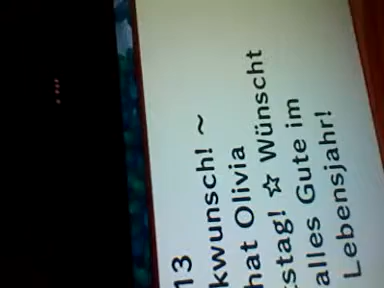 13
kwunsch! ~
hat Olivia
stag! ☆ Wünscht
alles Gute im
Lebensjahr!